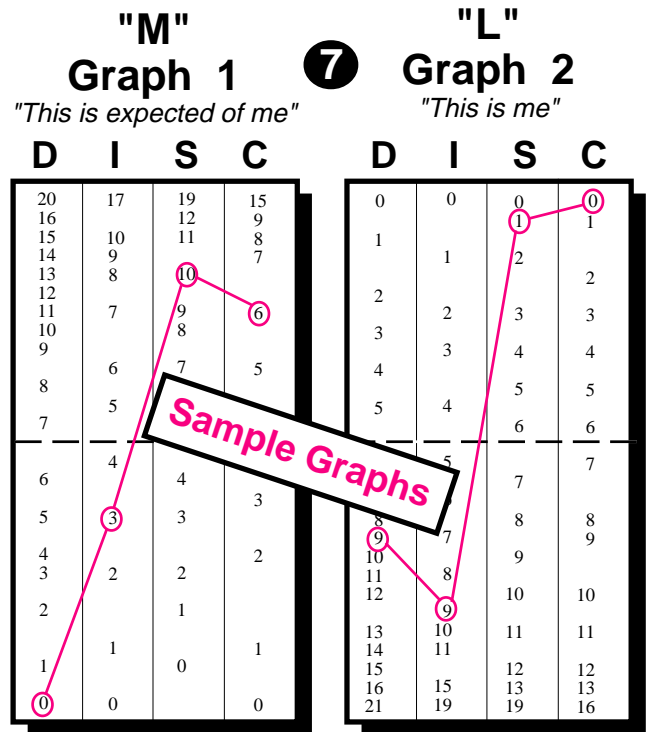 "M"
Graph 1
"This is expected of me"
7
"L"
Graph 2
"This is me"
D I S C
D I S C
20 17 19 15
16 12 9
15 10 11 8
14 9 7
13 8 10
12
11 7 9 6
10 8
9
6 7 5
8
5
7
4
6 4
3
5 3 3
4 2
3 2 2
2 1
1 1
1 0
0 0 0
0 0 0 0
1 1
1
1 2
2 2
2 3 3
3
3 4 4
4
5 5
5 4
6 6
5 7
7
8 8 8
9 7 9
10 9
11 8
12 10 10
9
13 10 11 11
14 11
15 12 12
16 15 13 13
21 19 19 16
Sample Graphs